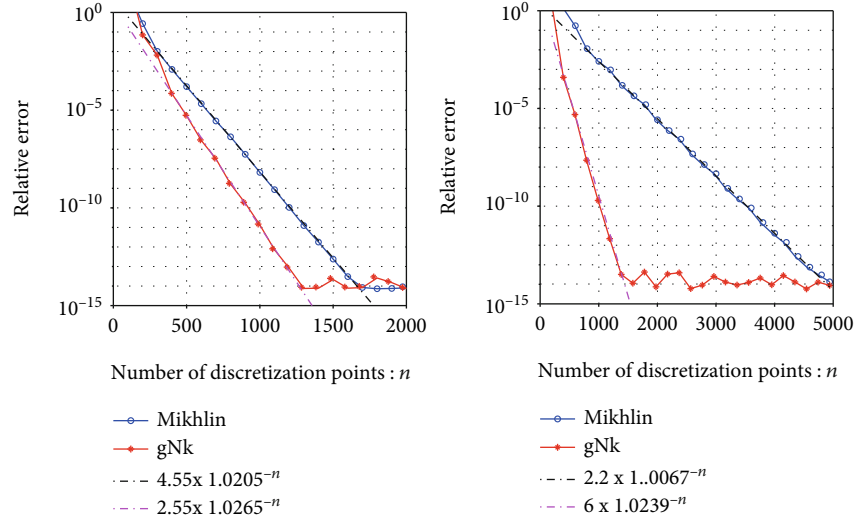 10^0
10^-5
10^-10
10^-15
Relative error
0
500
1000
1500
2000
Number of discretization points : n
Mikhlin
gNk
4.55x 1.0205^-n
2.55x 1.0265^-n
10^0
10^-5
10^-10
10^-15
Relative error
0
1000
2000
3000
4000
5000
Number of discretization points : n
Mikhlin
gNk
2.2 x 1..0067^-n
6 x 1.0239^-n